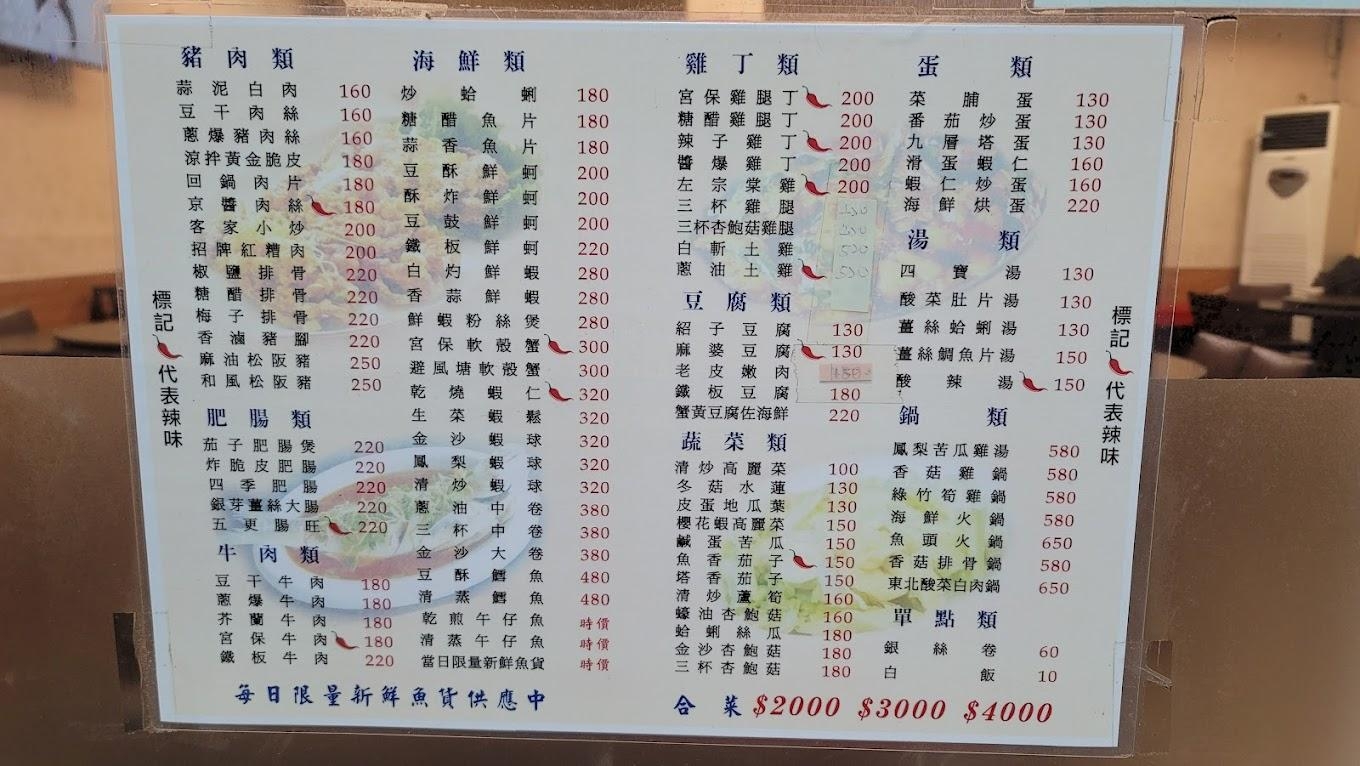 豬肉類
蒜泥白肉 160
豆干肉絲 160
蔥爆豬肉絲 160
涼拌黃金脆皮 180
回鍋肉片 180
京醬肉絲 180
客家小炒 200
招牌紅糟肉 200
椒鹽排骨 220
糖醋排骨 220
梅子排骨 220
香滷豬腳 220
麻油松阪豬 250
和風松阪豬 250
肥腸類
茄子肥腸煲 220
炸脆皮肥腸 220
四季肥腸 220
銀芽薑絲大腸 220
五更腸旺 220
牛肉類
豆干牛肉 180
蔥爆牛肉 180
芥蘭牛肉 180
宮保牛肉 180
鐵板牛肉 220
海鮮類
炒蛤蜊 180
糖醋魚片 180
蒜香魚片 180
豆酥鮮蚵 200
酥炸鮮蚵 200
豆鼓鮮蚵 200
鐵板鮮蚵 220
白灼鮮蝦 280
香蒜鮮蝦 280
鮮蝦粉絲煲 280
宮保軟殼蟹 300
避風塘軟殼蟹 300
乾燒蝦仁 320
生菜蝦鬆 320
金沙蝦球 320
鳳梨蝦球 320
清炒蝦球 320
蔥油中卷 380
三杯中卷 380
金沙大卷 380
豆酥鱈魚 480
清蒸鱈魚 480
乾煎午仔魚 時價
清蒸午仔魚 時價
當日限量新鮮魚貨 時價
每日限量新鮮魚貨供應中
雞丁類
宮保雞腿丁 200
糖醋雞腿丁 200
辣子雞丁 200
醬爆雞丁 200
左宗棠雞 200
三杯雞腿
三杯杏鮑菇雞腿
白斬土雞
蔥油土雞
豆腐類
紹子豆腐 130
麻婆豆腐 130
老皮嫩肉
鐵板豆腐 180
蟹黃豆腐佐海鮮 220
蔬菜類
清炒高麗菜 100
冬菇水蓮 130
皮蛋地瓜葉 130
櫻花蝦高麗菜 150
鹹蛋苦瓜 150
魚香茄子 150
塔香茄子 150
清炒蘆筍 160
蠔油杏鮑菇 160
蛤蜊絲瓜 180
金沙杏鮑菇 180
三杯杏鮑菇 180
蛋類
菜脯蛋 130
番茄炒蛋 130
九層塔蛋 130
滑蛋蝦仁 160
蝦仁炒蛋 160
海鮮烘蛋 220
湯類
四寶湯 130
酸菜肚片湯 130
薑絲蛤蜊湯 130
薑絲鯛魚片湯 150
酸辣湯 150
鍋類
鳳梨苦瓜雞湯 580
香菇雞鍋 580
綠竹筍雞鍋 580
海鮮火鍋 580
魚頭火鍋 650
香菇排骨鍋 580
東北酸菜白肉鍋 650
單點類
銀絲卷 60
白飯 10
合菜 $2000 $3000 $4000
標記 代表辣味
標記 代表辣味